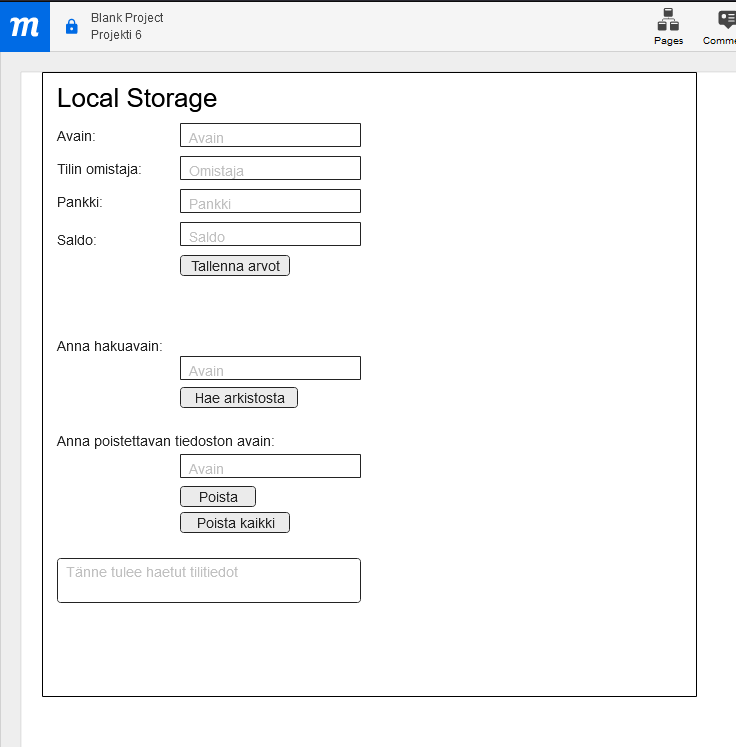 m
Blank Project
Projekti 6
Pages
Comme
Local Storage
Avain: Avain
Tilin omistaja: Omistaja
Pankki: Pankki
Saldo: Saldo
Tallenna arvot
Anna hakuavain:
Avain
Hae arkistosta
Anna poistettavan tiedoston avain:
Avain
Poista
Poista kaikki
Tänne tulee haetut tilitiedot